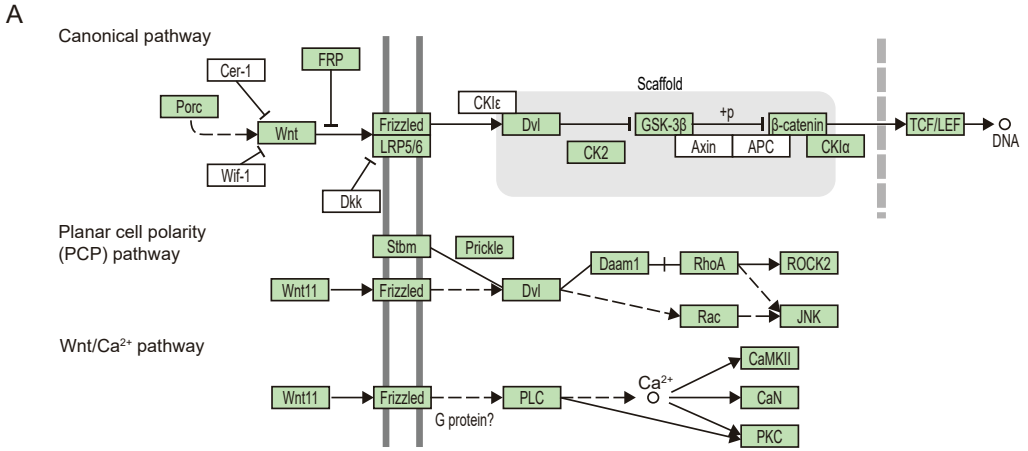 A
Canonical pathway
FRP
Cer-1
Scaffold
Porc
CKIε
+p
Wnt
Frizzled
Dvl
GSK-3β
β-catenin
TCF/LEF
LRP5/6
CK2
Axin
APC
CKIα
DNA
Wif-1
Dkk
Planar cell polarity
(PCP) pathway
Stbm
Prickle
Daam1
RhoA
ROCK2
Wnt11
Frizzled
Dvl
Rac
JNK
Wnt/Ca²⁺ pathway
CaMKII
Ca²⁺
Wnt11
Frizzled
PLC
CaN
G protein?
PKC